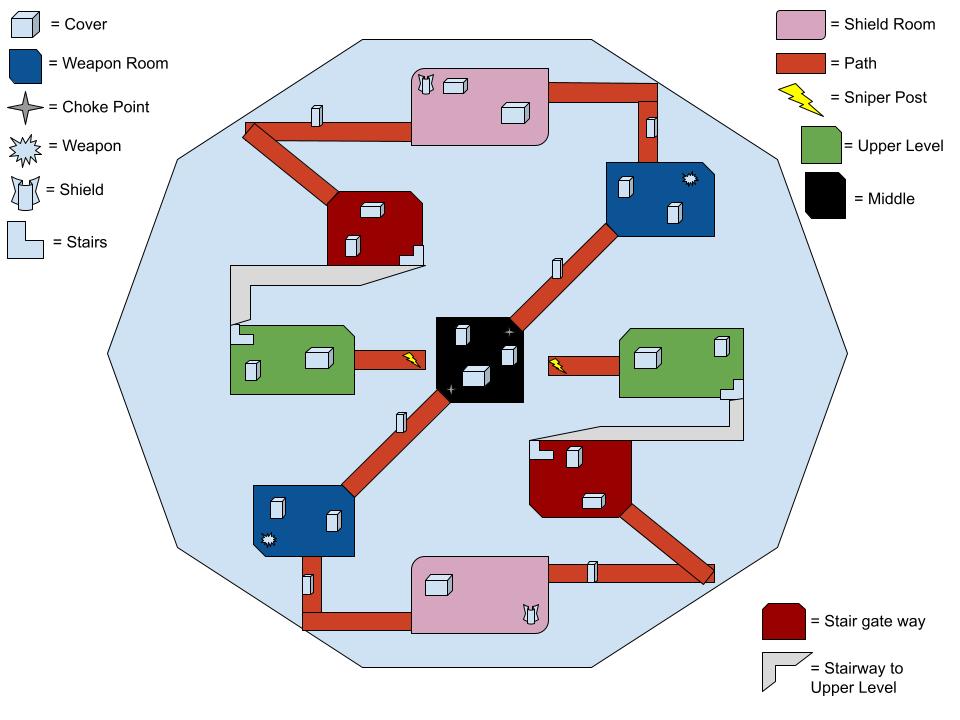 = Cover
= Weapon Room
= Choke Point
= Weapon
= Shield
= Stairs
= Shield Room
= Path
= Sniper Post
= Upper Level
= Middle
= Stair gate way
= Stairway to
Upper Level